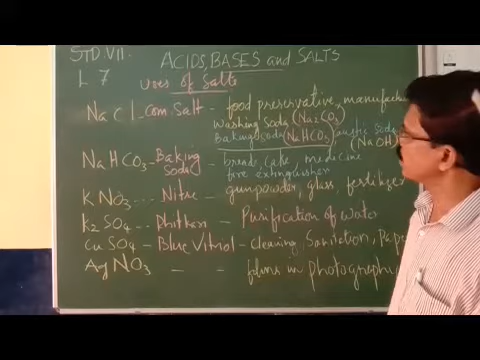 STD.VII.
ACIDS, BASES and SALTS
L 7
uses of Salts
NaCl - Com. Salt - food preservative, manufactu
washing soda (Na2CO3)
Baking soda (NaHCO3) caustic soda (NaOH)
NaHCO3 - Baking Soda - bread, cake, medicine
fire extinguisher
KNO3 ... Nitre - gunpowder, glass, fertilizer
K2SO4 ... - Purification of water
CuSO4 - Blue Vitriol - cleaning, Sanitation, Pape
AgNO3 - - films in photographi